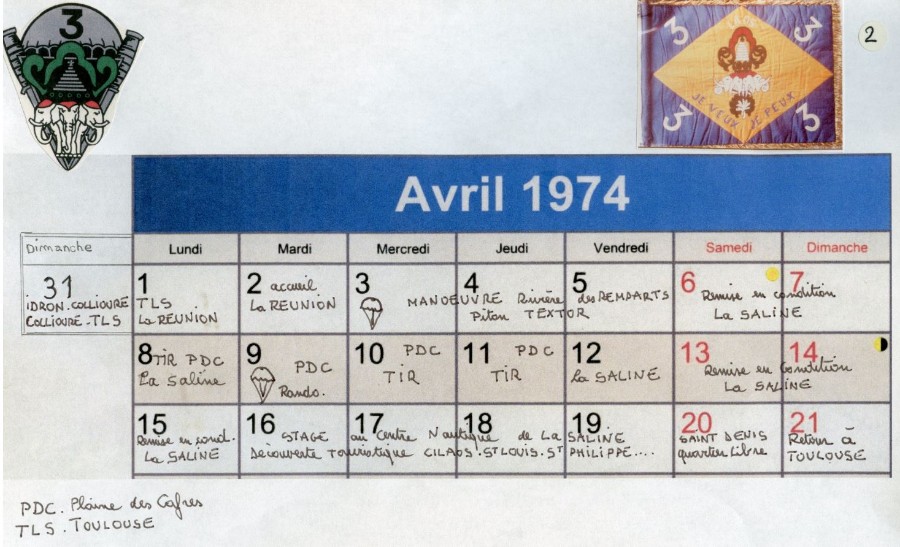 3
3
3
JE VEUX JE PEUX
3
3
2
Avril 1974
Dimanche
Lundi
Mardi
Mercredi
Jeudi
Vendredi
Samedi
Dimanche
31
IDRON.COLLIOURE
COLLIOURE-TLS
1
TLS
La REUNION
2 accueil
La REUNION
3
4
5
MANOEUVRE Rivière des REMPARTS
Piton TEXTOR
6
7
Remise en condition
La SALINE
8 TIR PDC
La Saline
9
PDC
Rando.
10 PDC
TIR
11 PDC
TIR
12
La SALINE
13
14
Remise en Condition
La SALINE
15
Remise en cond.
La SALINE
16
17
18
19
STAGE au Centre Nautique de La SALINE
Découverte Touristique CILAOS.ST LOUIS.ST PHILIPPE....
20
SAINT DENIS
quartier Libre
21
Retour à
TOULOUSE
PDC. Plaine des Cafres
TLS. TOULOUSE